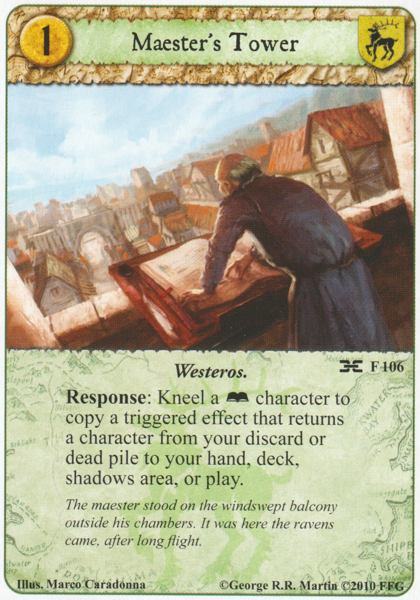 1
Maester's Tower
Westeros.
F106
Response: Kneel a character to
copy a triggered effect that returns
a character from your discard or
dead pile to your hand, deck,
shadows area, or play.
The maester stood on the windswept balcony
outside his chambers. It was here the ravens
came, after long flight.
Illus. Marco Caradonna
©George R.R. Martin ©2010 FFG